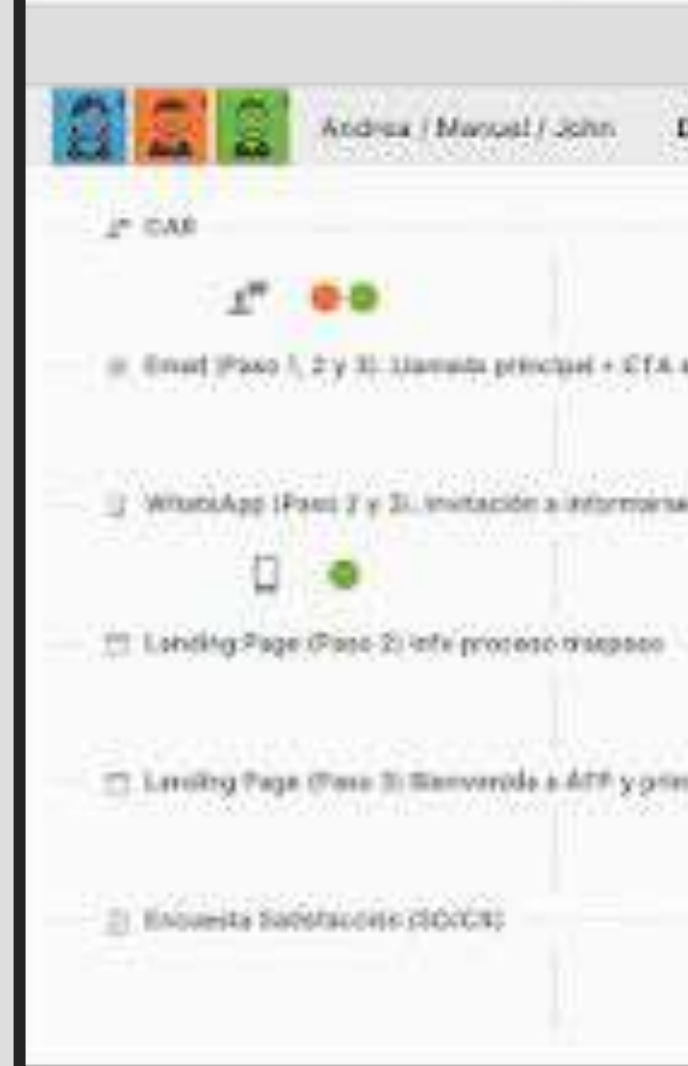 Andrea / Manuel / John
Email (Paso 1, 2 y 3). Llamada principal + CTA
WhatsApp (Paso 2 y 3). Invitación a
Landing Page (Paso 2) info proceso traspaso
Landing Page (Paso 3) Bienvenida a AFP y
Encuesta Satisfacción